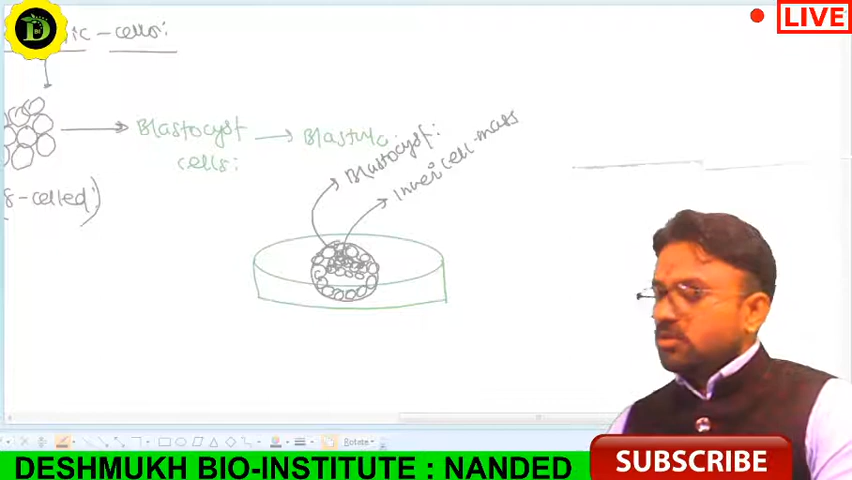 LIVE
ic-cells:
Blastocyst
cells:
Blastula.
Blastocyst:
Inner cell-mass
8-celled)
Rotate
DESHMUKH BIO-INSTITUTE : NANDED
SUBSCRIBE